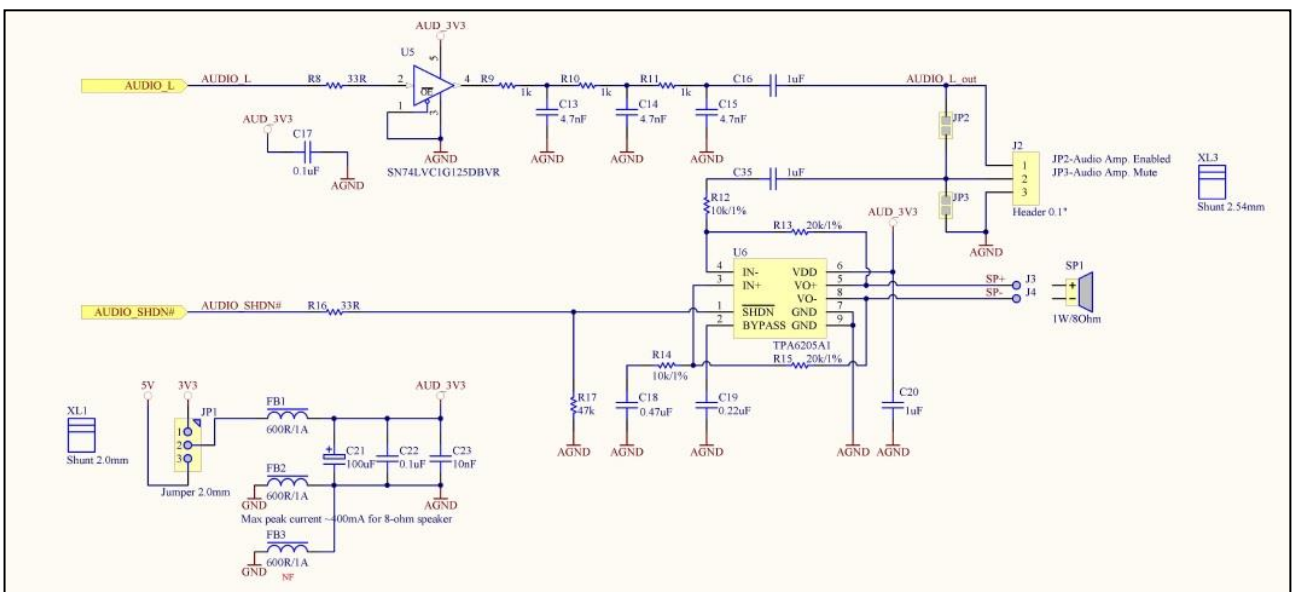 AUD_3V3
U5
AUDIO_L
AUDIO_L
R8
33R
2
5
4
OE
1
3
R9
1k
R10
1k
R11
1k
C16
1uF
AUDIO_L_out
C13
4.7nF
C14
4.7nF
C15
4.7nF
JP2
AUD_3V3
C17
0.1uF
AGND
AGND
SN74LVC1G125DBVR
AGND
AGND
AGND
J2
1
2
3
Header 0.1"
JP2-Audio Amp. Enabled
JP3-Audio Amp. Mute
XL3
Shunt 2.54mm
C35
1uF
JP3
AGND
R12
10k/1%
R13
20k/1%
AUD_3V3
U6
4
IN-
3
IN+
1
SHDN
2
BYPASS
VDD
6
VO+
5
VO-
8
GND
7
GND
9
TPA6205A1
SP+
J3
SP-
J4
SP1
+
–
1W/8Ohm
AUDIO_SHDN#
AUDIO_SHDN#
R16
33R
R14
10k/1%
R15
20k/1%
R17
47k
C18
0.47uF
C19
0.22uF
C20
1uF
AGND
AGND
AGND
AGND
AGND
5V
3V3
JP1
1
2
3
Jumper 2.0mm
XL1
Shunt 2.0mm
FB1
600R/1A
AUD_3V3
+
C21
100uF
C22
0.1uF
C23
10nF
FB2
600R/1A
GND
AGND
Max peak current ~400mA for 8-ohm speaker
FB3
600R/1A
GND
NF